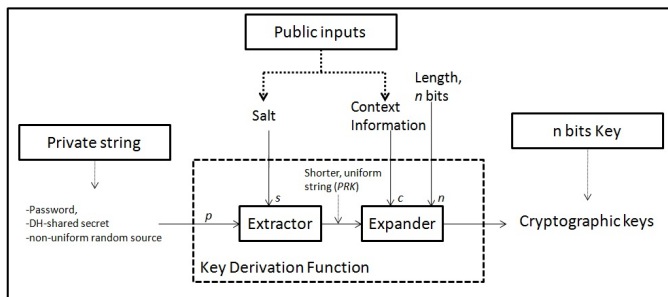 Public inputs
Length,
n bits
Salt
Context
Information
Private string
n bits Key
Shorter, uniform
string (PRK)
-Password,
-DH-shared secret
-non-uniform random source
p
s
c
n
Extractor
Expander
Cryptographic keys
Key Derivation Function